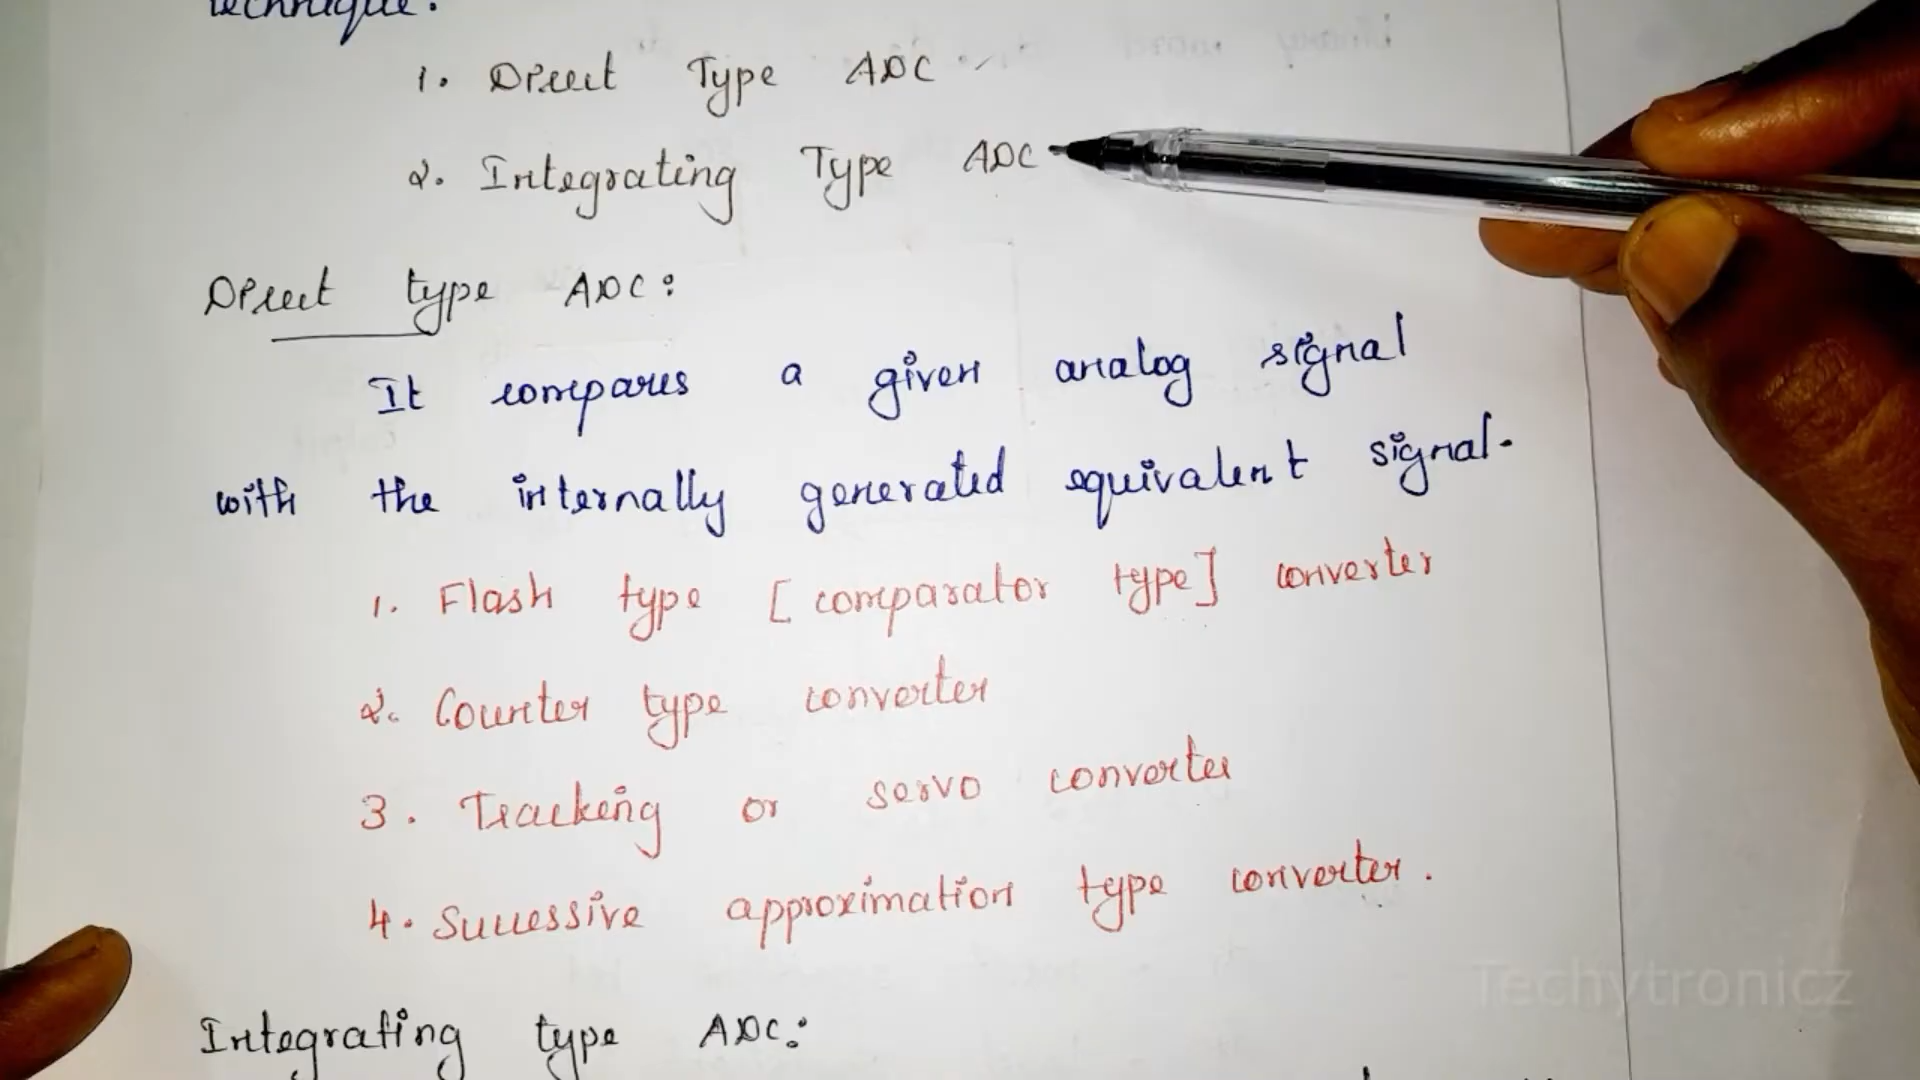 technique.
1. Direct Type ADC
2. Integrating Type ADC
Direct type ADC:
It compares a given analog signal
with the internally generated equivalent signal.
1. Flash type [comparator type] converter
2. Counter type converter
3. Tracking or servo converter
4. Successive approximation type converter.
Techytronicz
Integrating type ADC: